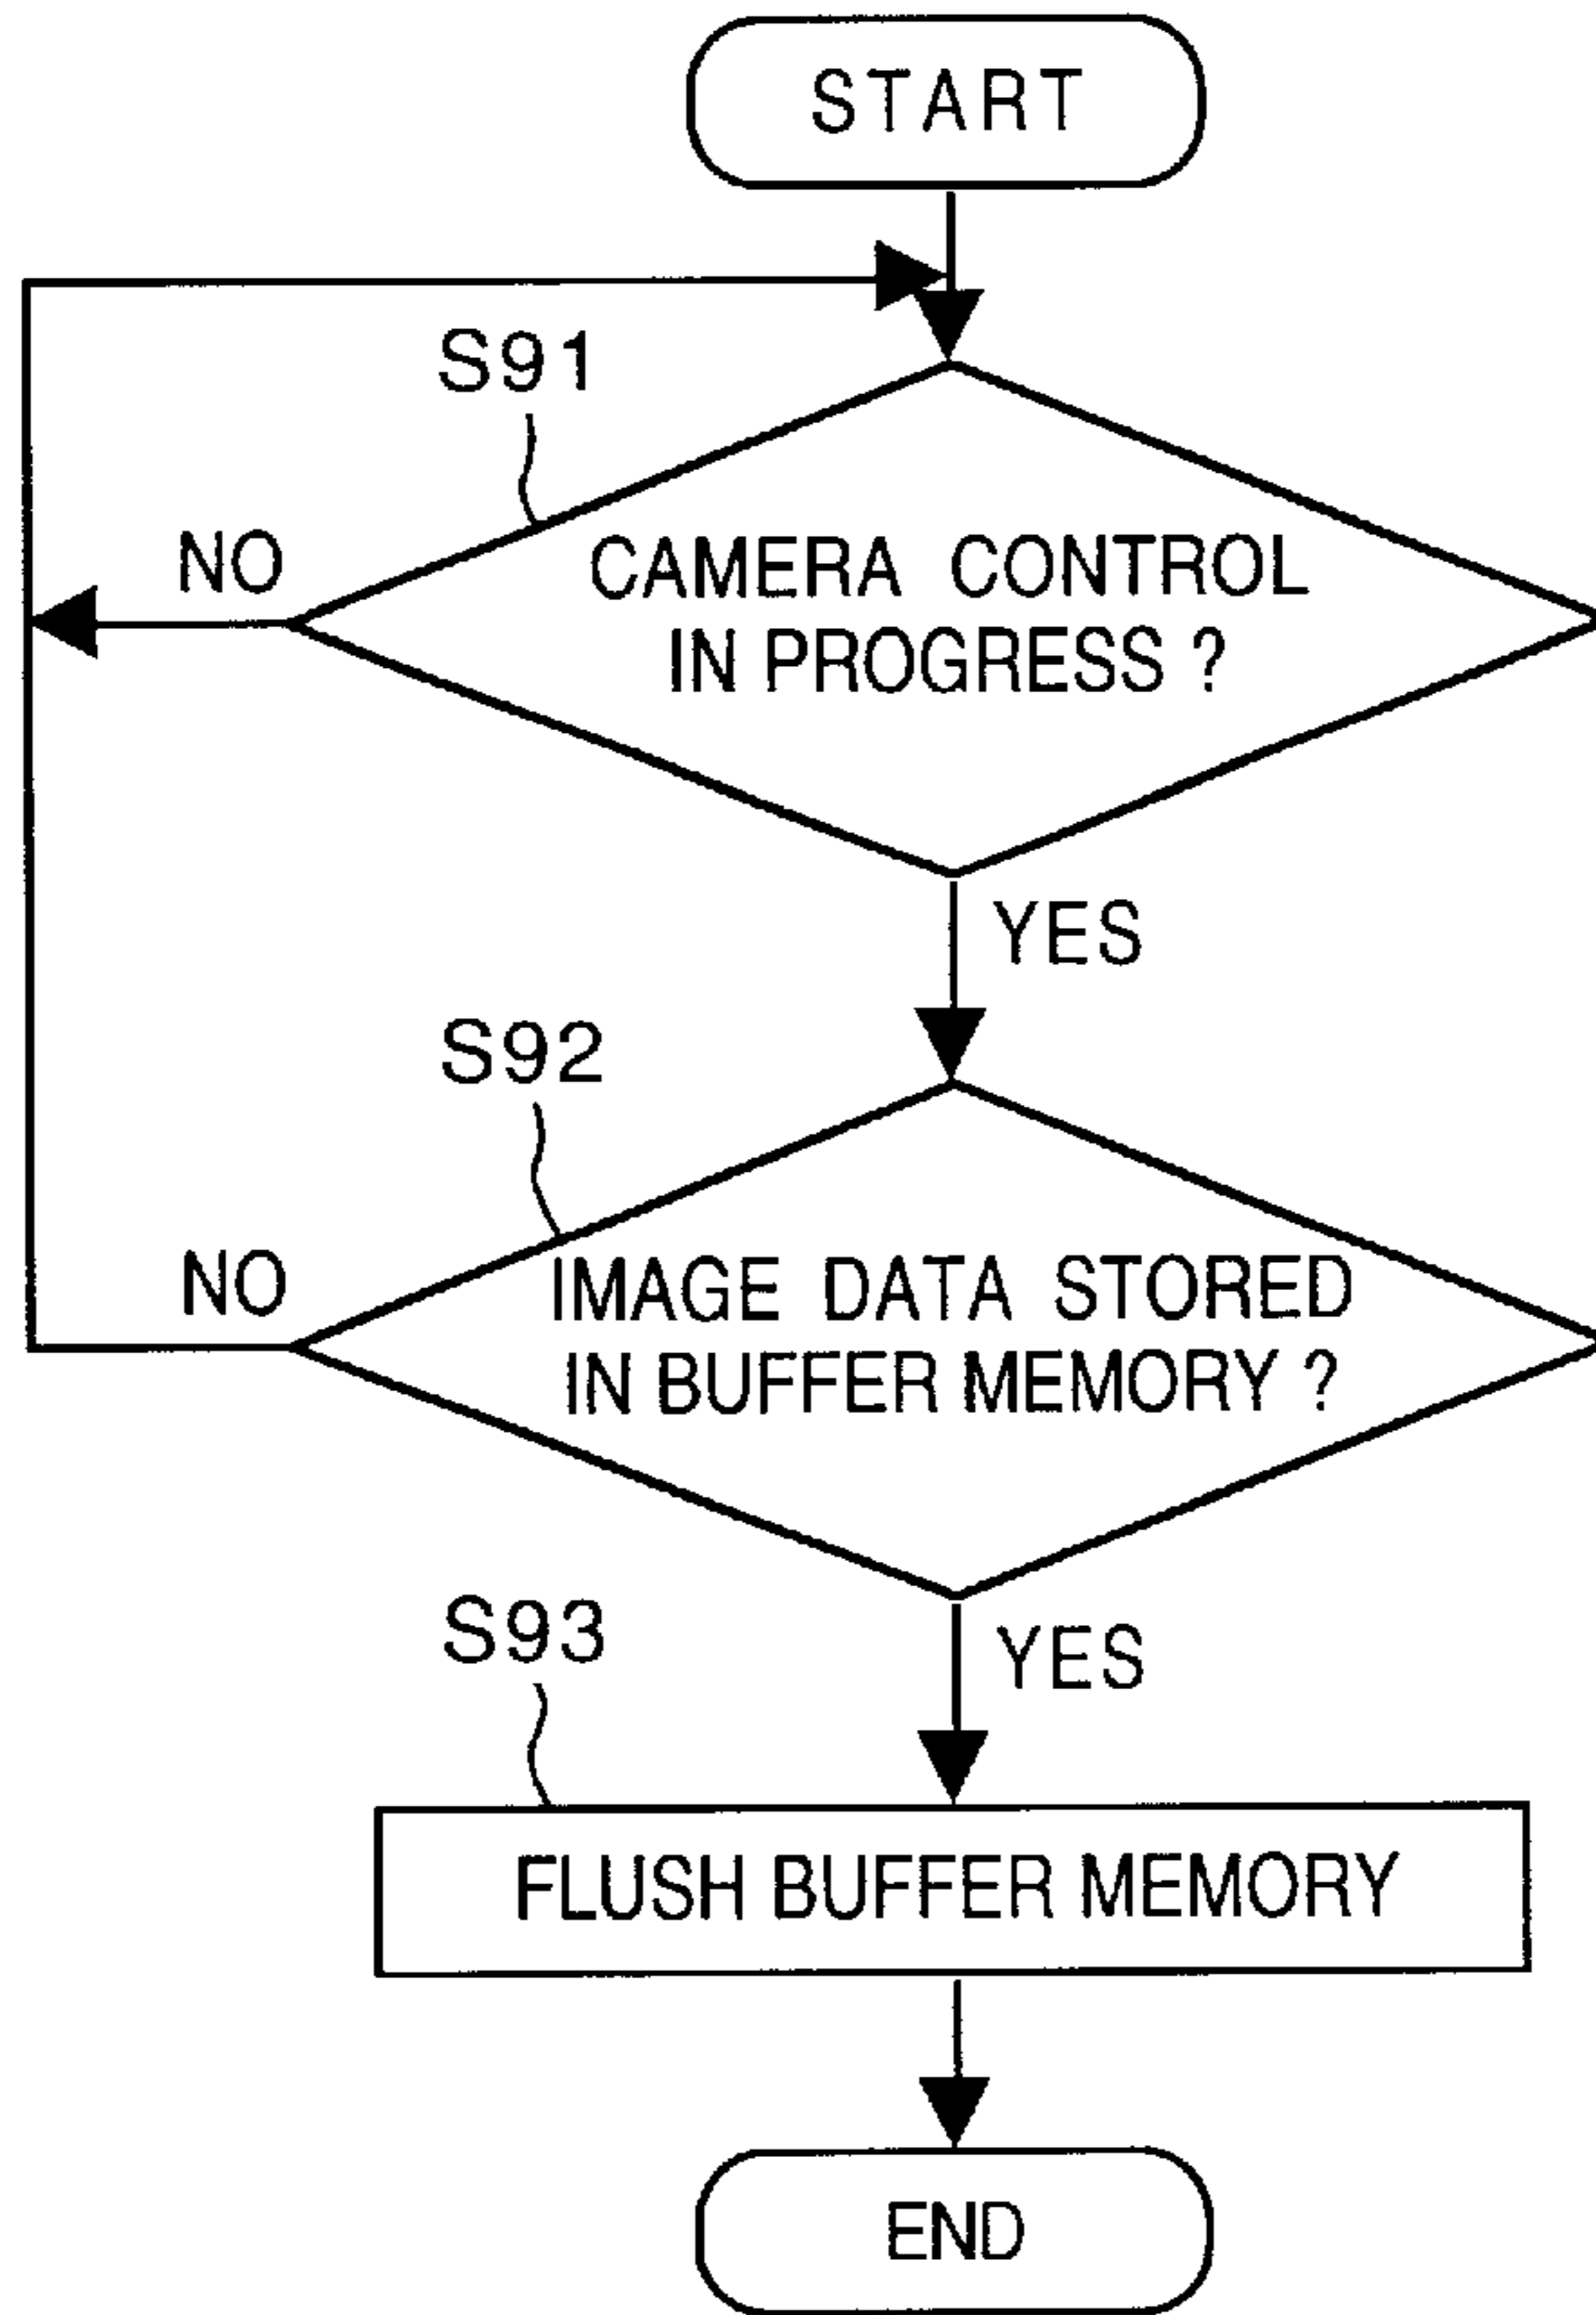 START
S91
NO
CAMERA CONTROL
IN PROGRESS ?
YES
S92
NO
IMAGE DATA STORED
IN BUFFER MEMORY ?
S93
YES
FLUSH BUFFER MEMORY
END